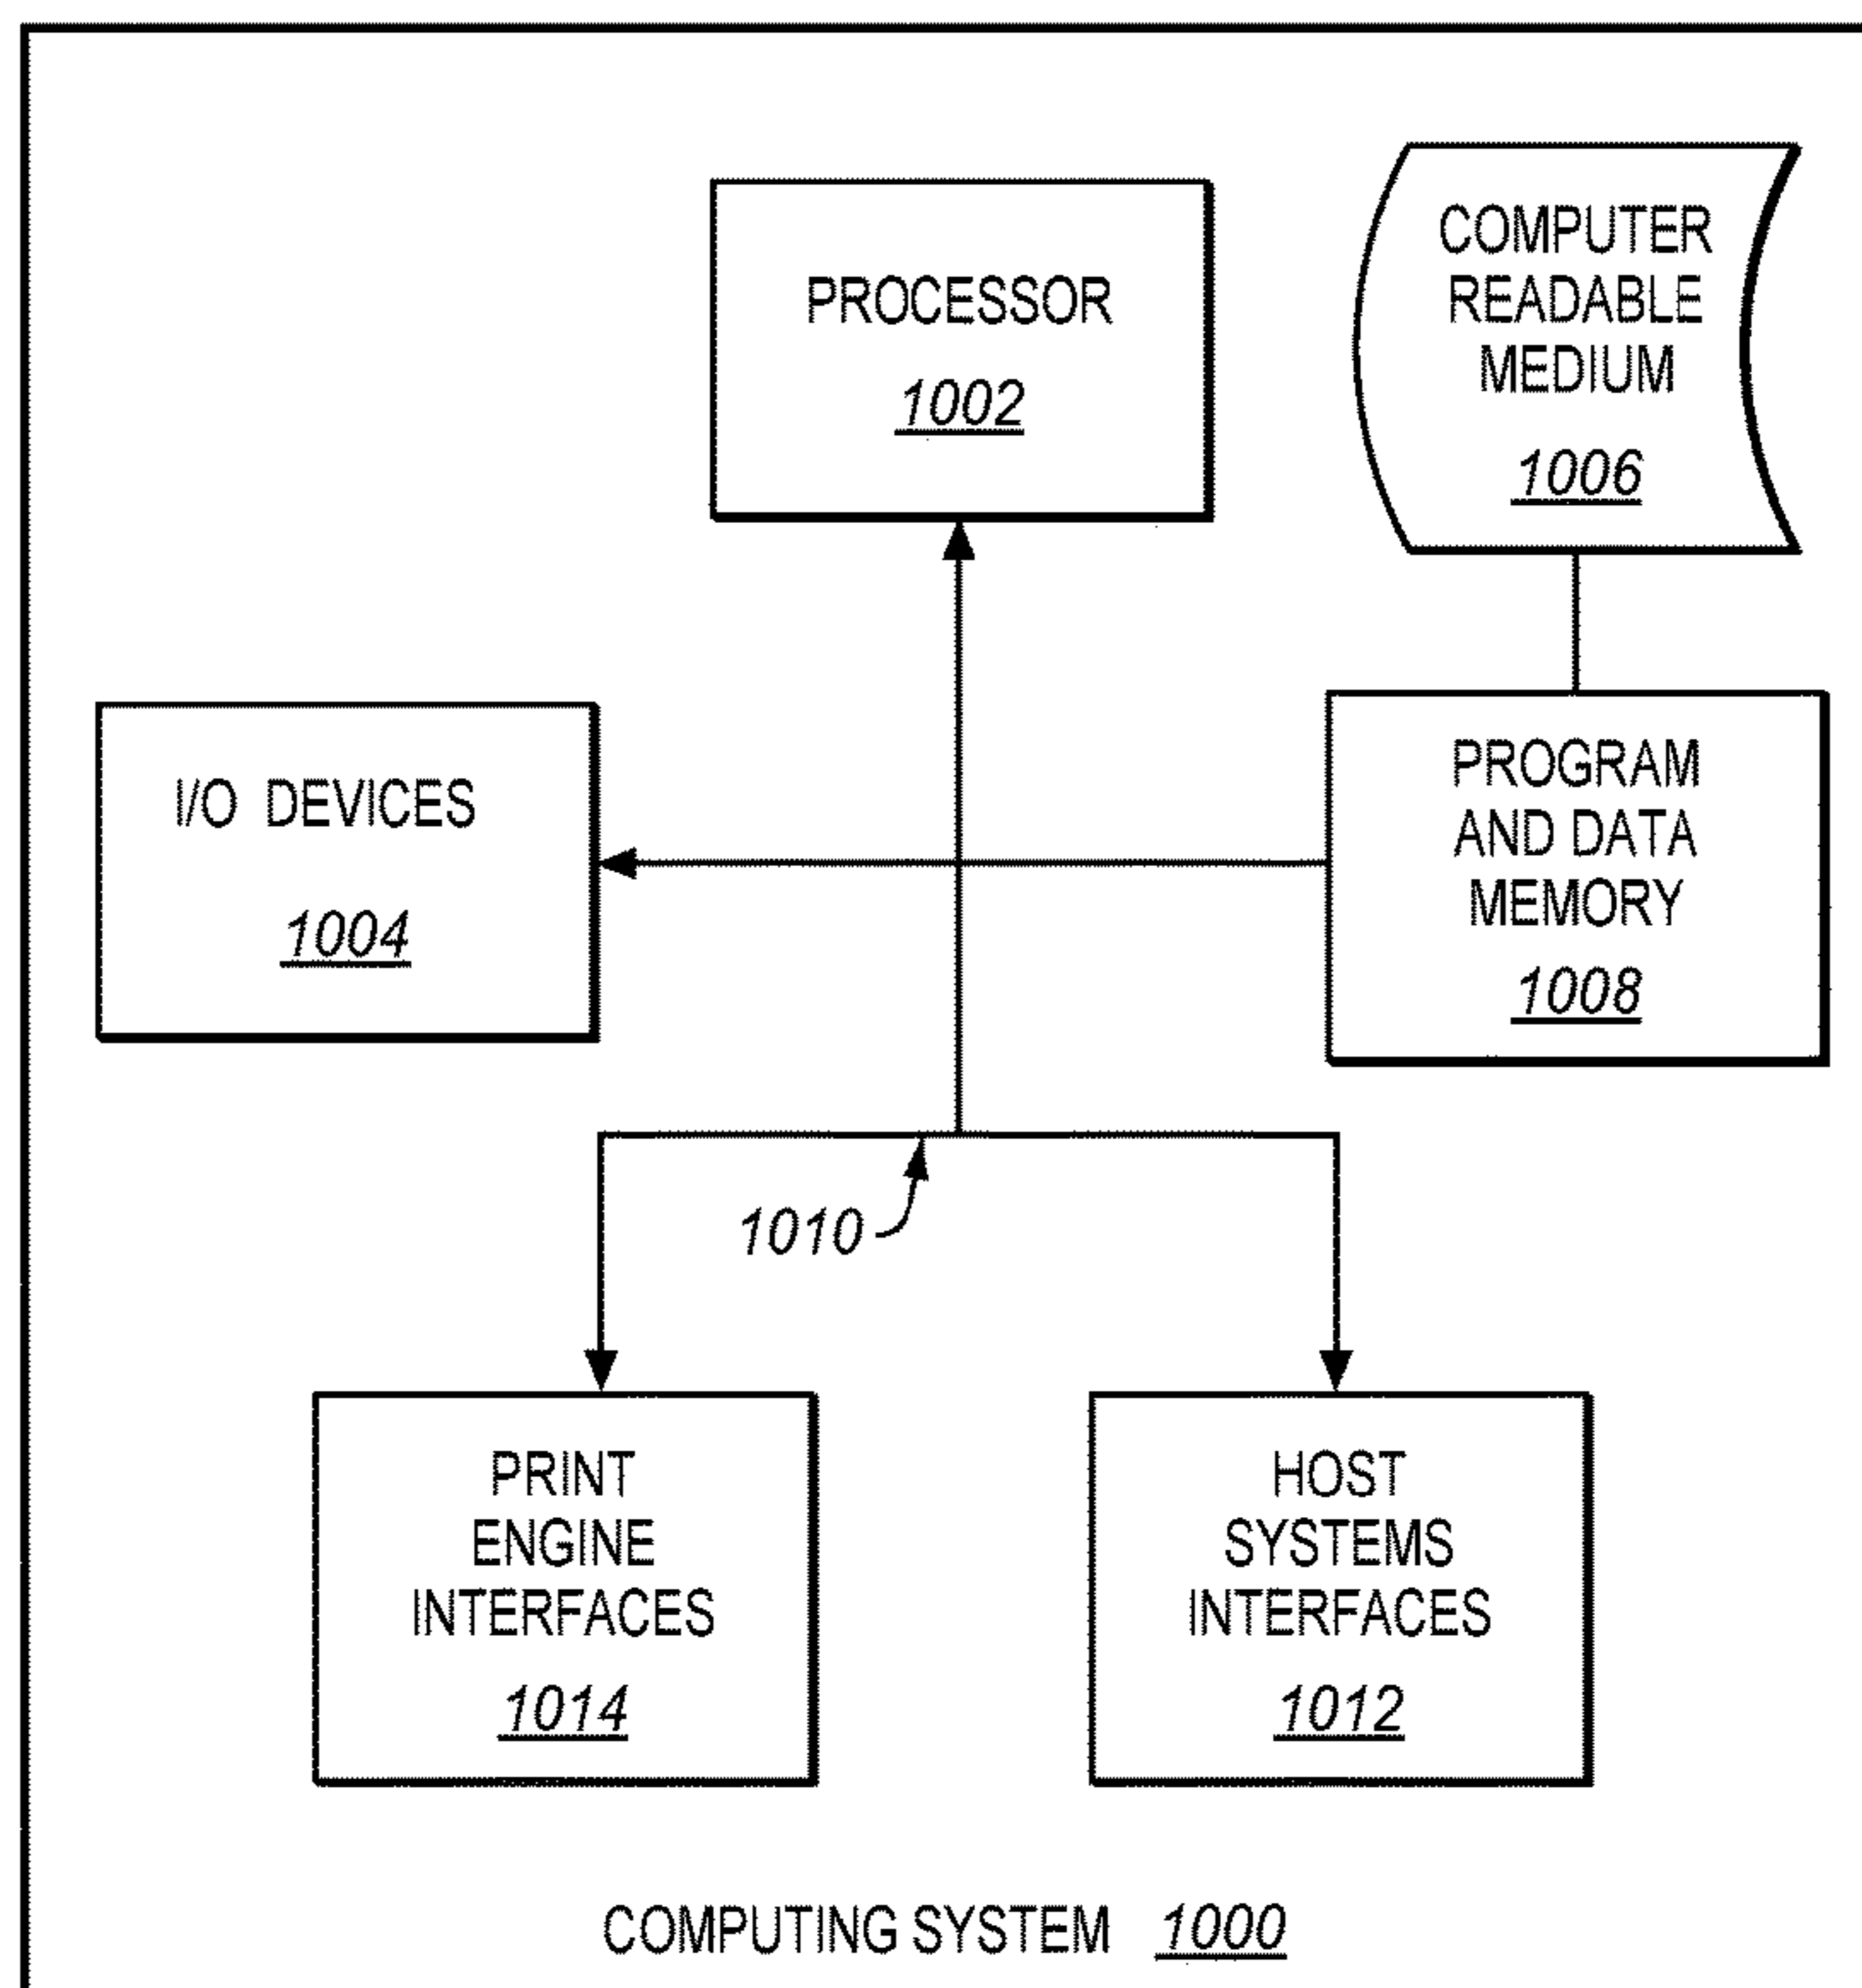 PROCESSOR
1002
COMPUTER
READABLE
MEDIUM
1006
I/O DEVICES
1004
PROGRAM
AND DATA
MEMORY
1008
1010
PRINT
ENGINE
INTERFACES
1014
HOST
SYSTEMS
INTERFACES
1012
COMPUTING SYSTEM 1000